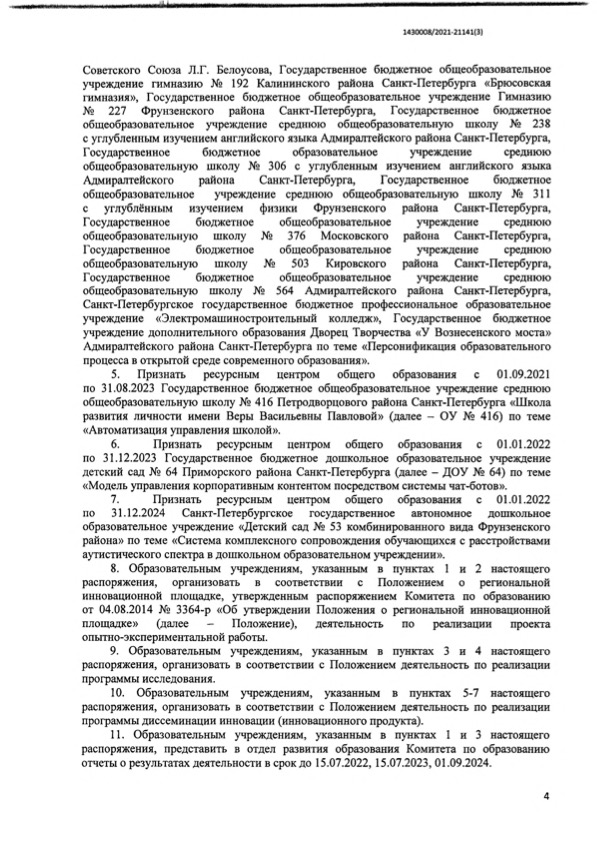 1430008/2021-21141(3)
Советского Союза Л.Г. Белоусова, Государственное бюджетное общеобразовательное
учреждение гимназию № 192 Калининского района Санкт-Петербурга «Брюсовская
гимназия», Государственное бюджетное общеобразовательное учреждение Гимназию
№ 227 Фрунзенского района Санкт-Петербурга, Государственное бюджетное
общеобразовательное учреждение среднюю общеобразовательную школу № 238
с углубленным изучением английского языка Адмиралтейского района Санкт-Петербурга,
Государственное бюджетное образовательное учреждение среднюю
общеобразовательную школу № 306 с углубленным изучением английского языка
Адмиралтейского района Санкт-Петербурга, Государственное бюджетное
общеобразовательное учреждение среднюю общеобразовательную школу № 311
с углублённым изучением физики Фрунзенского района Санкт-Петербурга,
Государственное бюджетное общеобразовательное учреждение среднюю
общеобразовательную школу № 376 Московского района Санкт-Петербурга,
Государственное бюджетное общеобразовательное учреждение среднюю
общеобразовательную школу № 503 Кировского района Санкт-Петербурга,
Государственное бюджетное общеобразовательное учреждение среднюю
общеобразовательную школу № 564 Адмиралтейского района Санкт-Петербурга,
Санкт-Петербургское государственное бюджетное профессиональное образовательное
учреждение «Электромашиностроительный колледж», Государственное бюджетное
учреждение дополнительного образования Дворец Творчества «У Вознесенского моста»
Адмиралтейского района Санкт-Петербурга по теме «Персонификация образовательного
процесса в открытой среде современного образования».
5. Признать ресурсным центром общего образования с 01.09.2021
по 31.08.2023 Государственное бюджетное общеобразовательное учреждение среднюю
общеобразовательную школу № 416 Петродворцового района Санкт-Петербурга «Школа
развития личности имени Веры Васильевны Павловой» (далее – ОУ № 416) по теме
«Автоматизация управления школой».
6. Признать ресурсным центром общего образования с 01.01.2022
по 31.12.2023 Государственное бюджетное дошкольное образовательное учреждение
детский сад № 64 Приморского района Санкт-Петербурга (далее – ДОУ № 64) по теме
«Модель управления корпоративным контентом посредством системы чат-ботов».
7. Признать ресурсным центром общего образования с 01.01.2022
по 31.12.2024 Санкт-Петербургское государственное автономное дошкольное
образовательное учреждение «Детский сад № 53 комбинированного вида Фрунзенского
района» по теме «Система комплексного сопровождения обучающихся с расстройствами
аутистического спектра в дошкольном образовательном учреждении».
8. Образовательным учреждениям, указанным в пунктах 1 и 2 настоящего
распоряжения, организовать в соответствии с Положением о региональной
инновационной площадке, утвержденным распоряжением Комитета по образованию
от 04.08.2014 № 3364-р «Об утверждении Положения о региональной инновационной
площадке» (далее – Положение), деятельность по реализации проекта
опытно-экспериментальной работы.
9. Образовательным учреждениям, указанным в пунктах 3 и 4 настоящего
распоряжения, организовать в соответствии с Положением деятельность по реализации
программы исследования.
10. Образовательным учреждениям, указанным в пунктах 5-7 настоящего
распоряжения, организовать в соответствии с Положением деятельность по реализации
программы диссеминации инновации (инновационного продукта).
11. Образовательным учреждениям, указанным в пунктах 1 и 3 настоящего
распоряжения, представить в отдел развития образования Комитета по образованию
отчеты о результатах деятельности в срок до 15.07.2022, 15.07.2023, 01.09.2024.
4